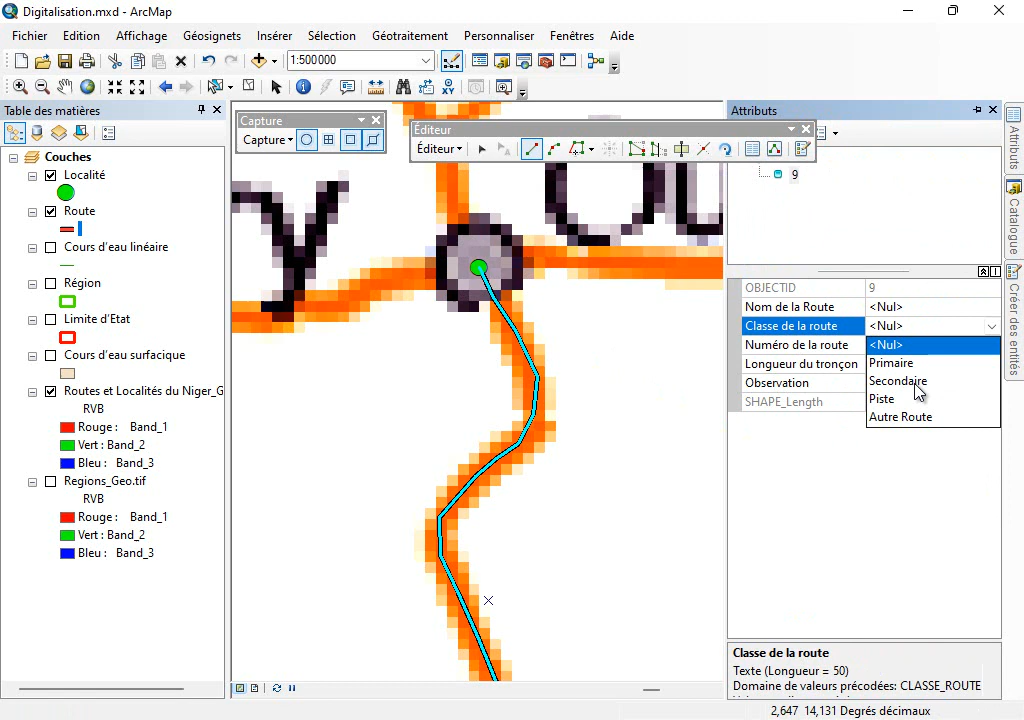 Digitalisation.mxd - ArcMap
Fichier Edition Affichage Géosignets Insérer Sélection Géotraitement Personnaliser Fenêtres Aide
1:500000
Table des matières
Capture
Capture
Éditeur
Éditeur
Attributs
Couches
Localité
Route
Cours d'eau linéaire
Région
Limite d'Etat
Cours d'eau surfacique
Routes et Localités du Niger_G
RVB
Rouge : Band_1
Vert : Band_2
Bleu : Band_3
Regions_Geo.tif
RVB
Rouge : Band_1
Vert : Band_2
Bleu : Band_3
9
OBJECTID 9
Nom de la Route <Nul>
Classe de la route <Nul>
Numéro de la route
Longueur du tronçon
Observation
SHAPE_Length
<Nul>
Primaire
Secondaire
Piste
Autre Route
Classe de la route
Texte (Longueur = 50)
Domaine de valeurs précodées: CLASSE_ROUTE
Attributs
Catalogue
Créer des entités
2,647 14,131 Degrés décimaux